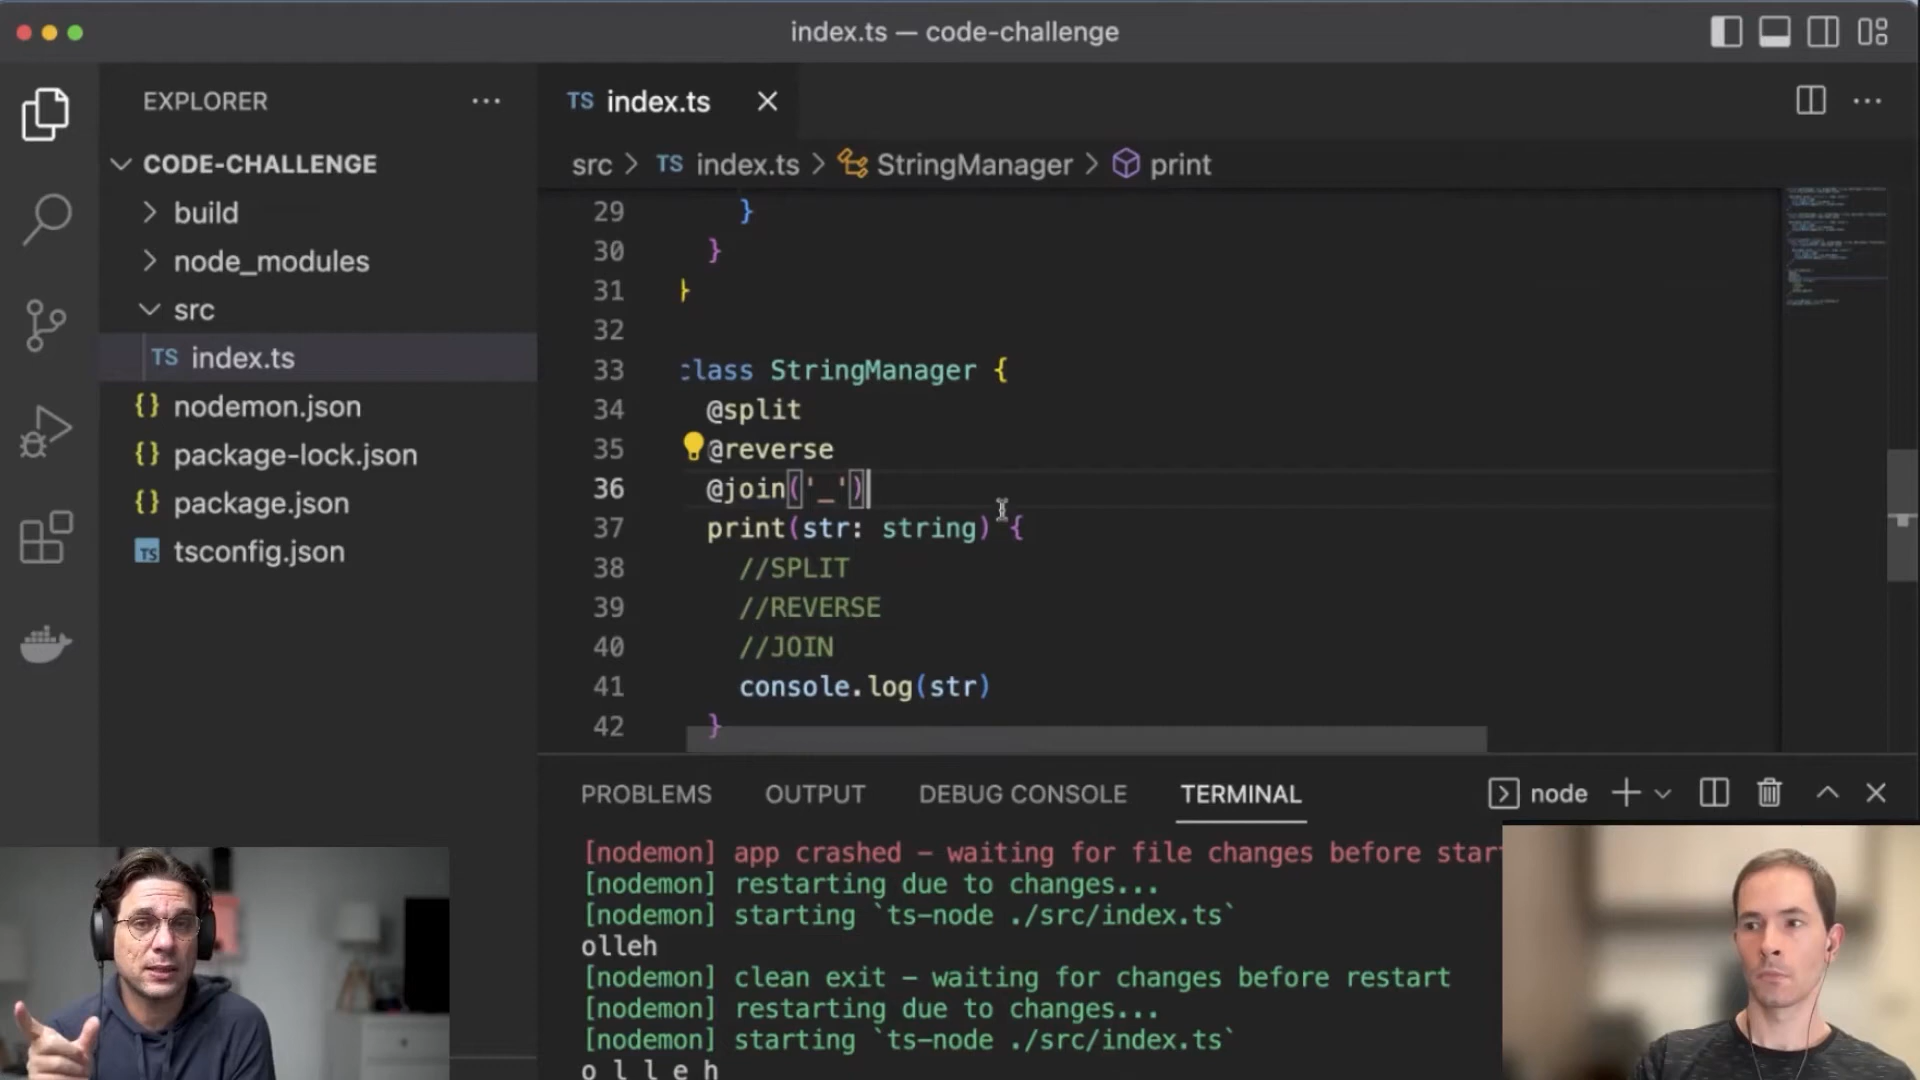 index.ts — code-challenge
EXPLORER
CODE-CHALLENGE
build
node_modules
src
TS index.ts
{} nodemon.json
{} package-lock.json
{} package.json
TS tsconfig.json
TS index.ts
src > TS index.ts > StringManager > print
29 }
30 }
31 }
32
33 class StringManager {
34 @split
35 @reverse
36 @join('_')
37 print(str: string) {
38 //SPLIT
39 //REVERSE
40 //JOIN
41 console.log(str)
42 }
PROBLEMS OUTPUT DEBUG CONSOLE TERMINAL node
[nodemon] app crashed – waiting for file changes before star
[nodemon] restarting due to changes...
[nodemon] starting `ts-node ./src/index.ts`
olleh
[nodemon] clean exit – waiting for changes before restart
[nodemon] restarting due to changes...
[nodemon] starting `ts-node ./src/index.ts`
o l l e h